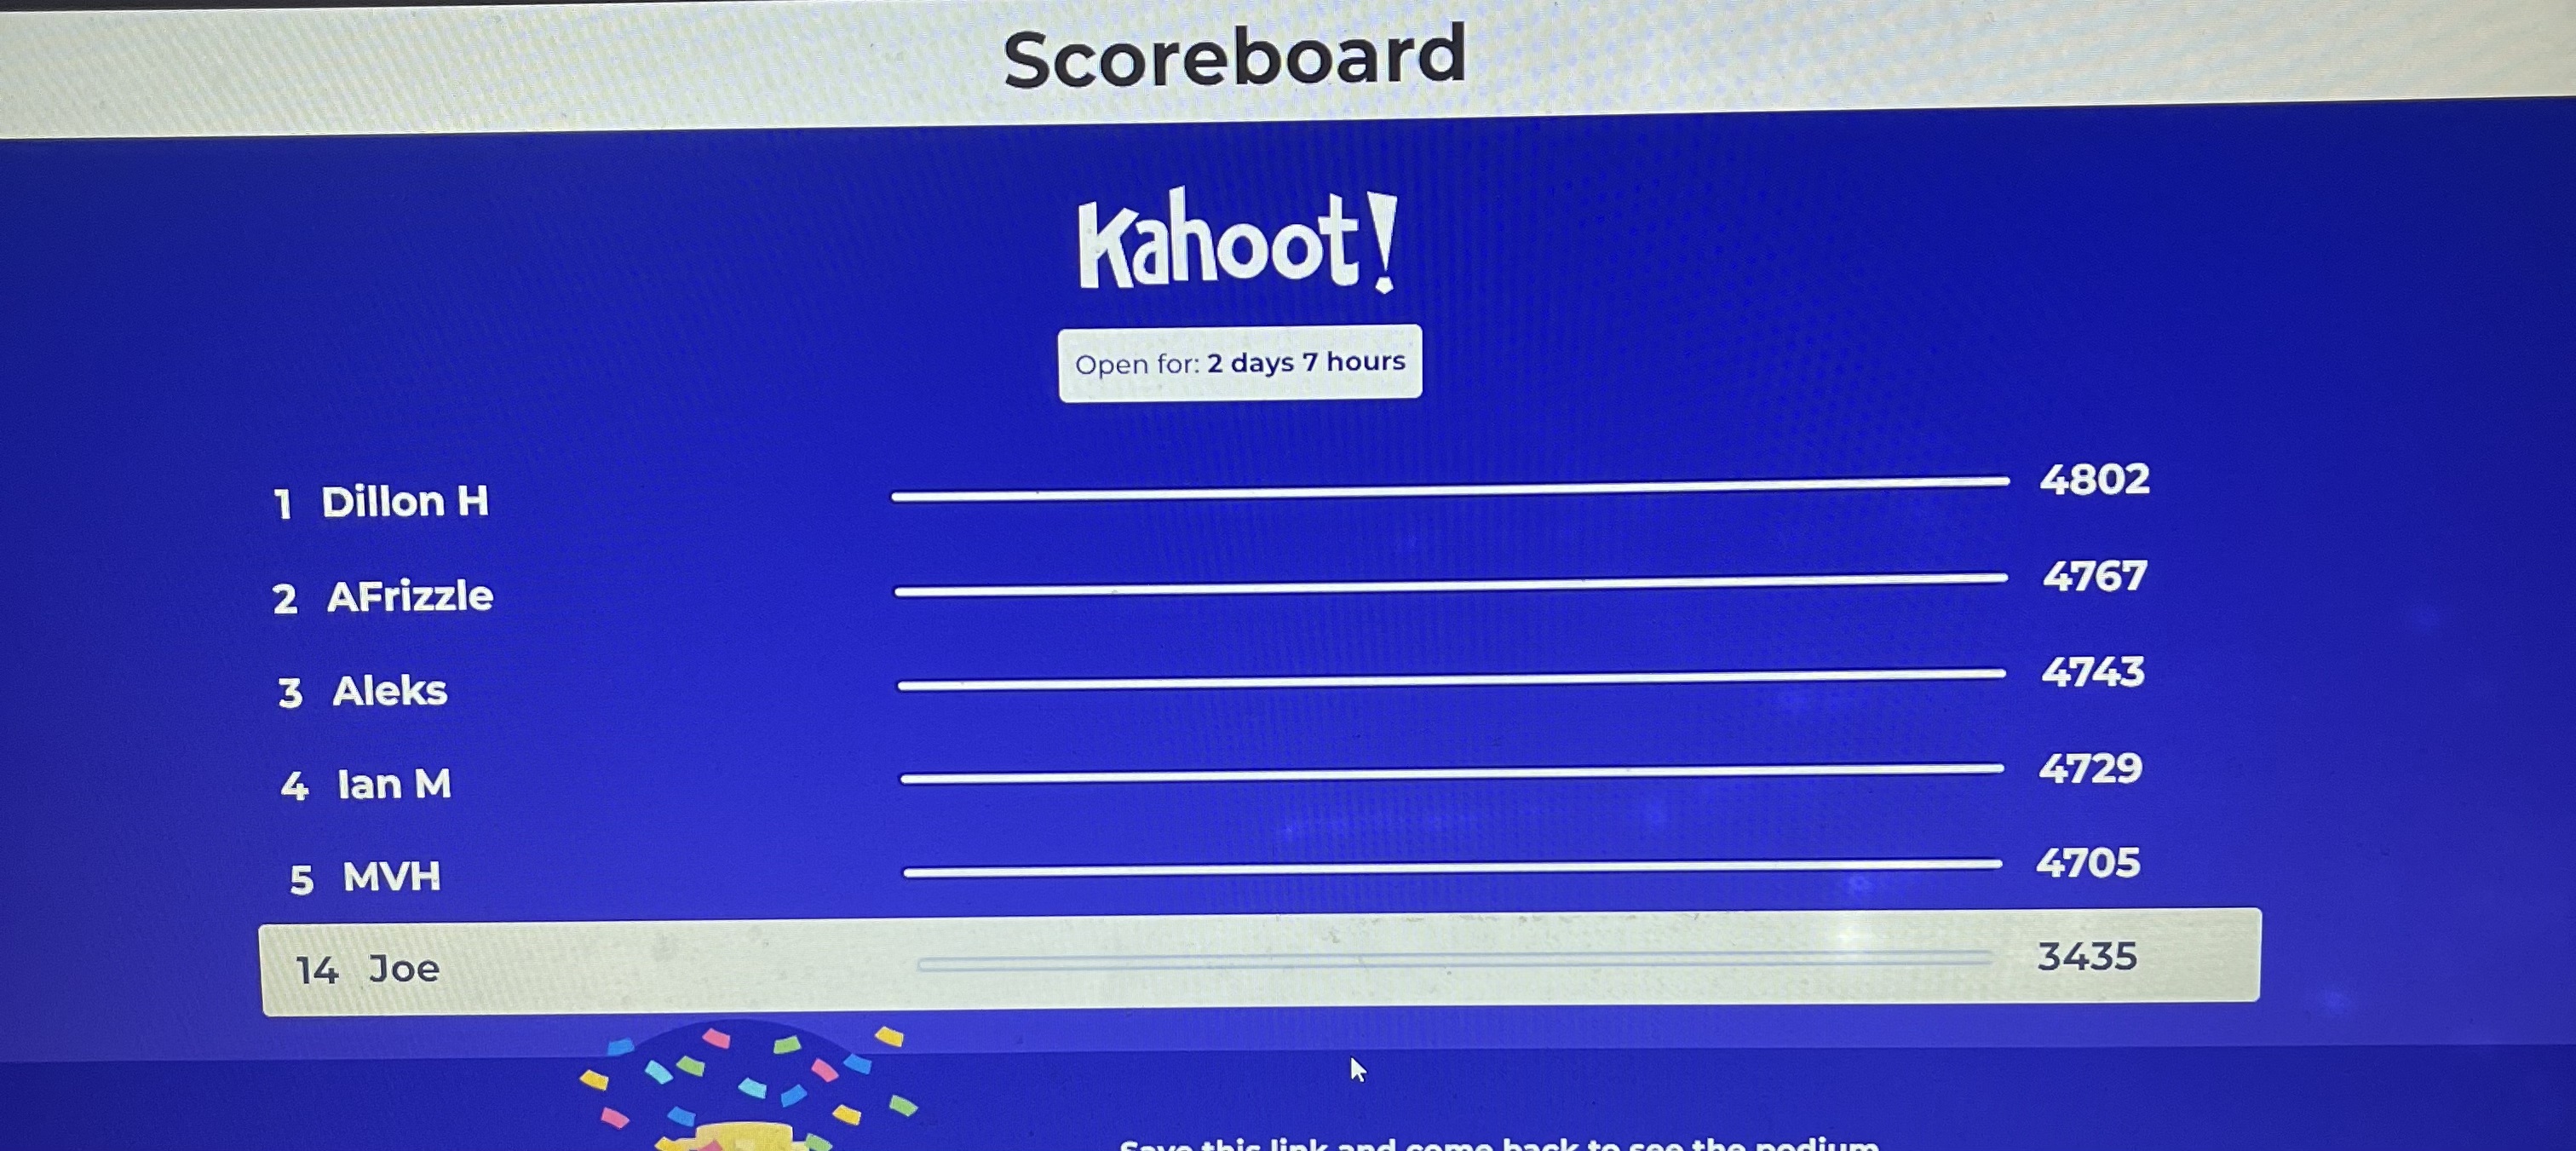 Scoreboard
Kahoot!
Open for: 2 days 7 hours
1 Dillon H 4802
2 AFrizzle 4767
3 Aleks 4743
4 Ian M 4729
5 MVH 4705
14 Joe 3435
Save this link and come back to see the podium